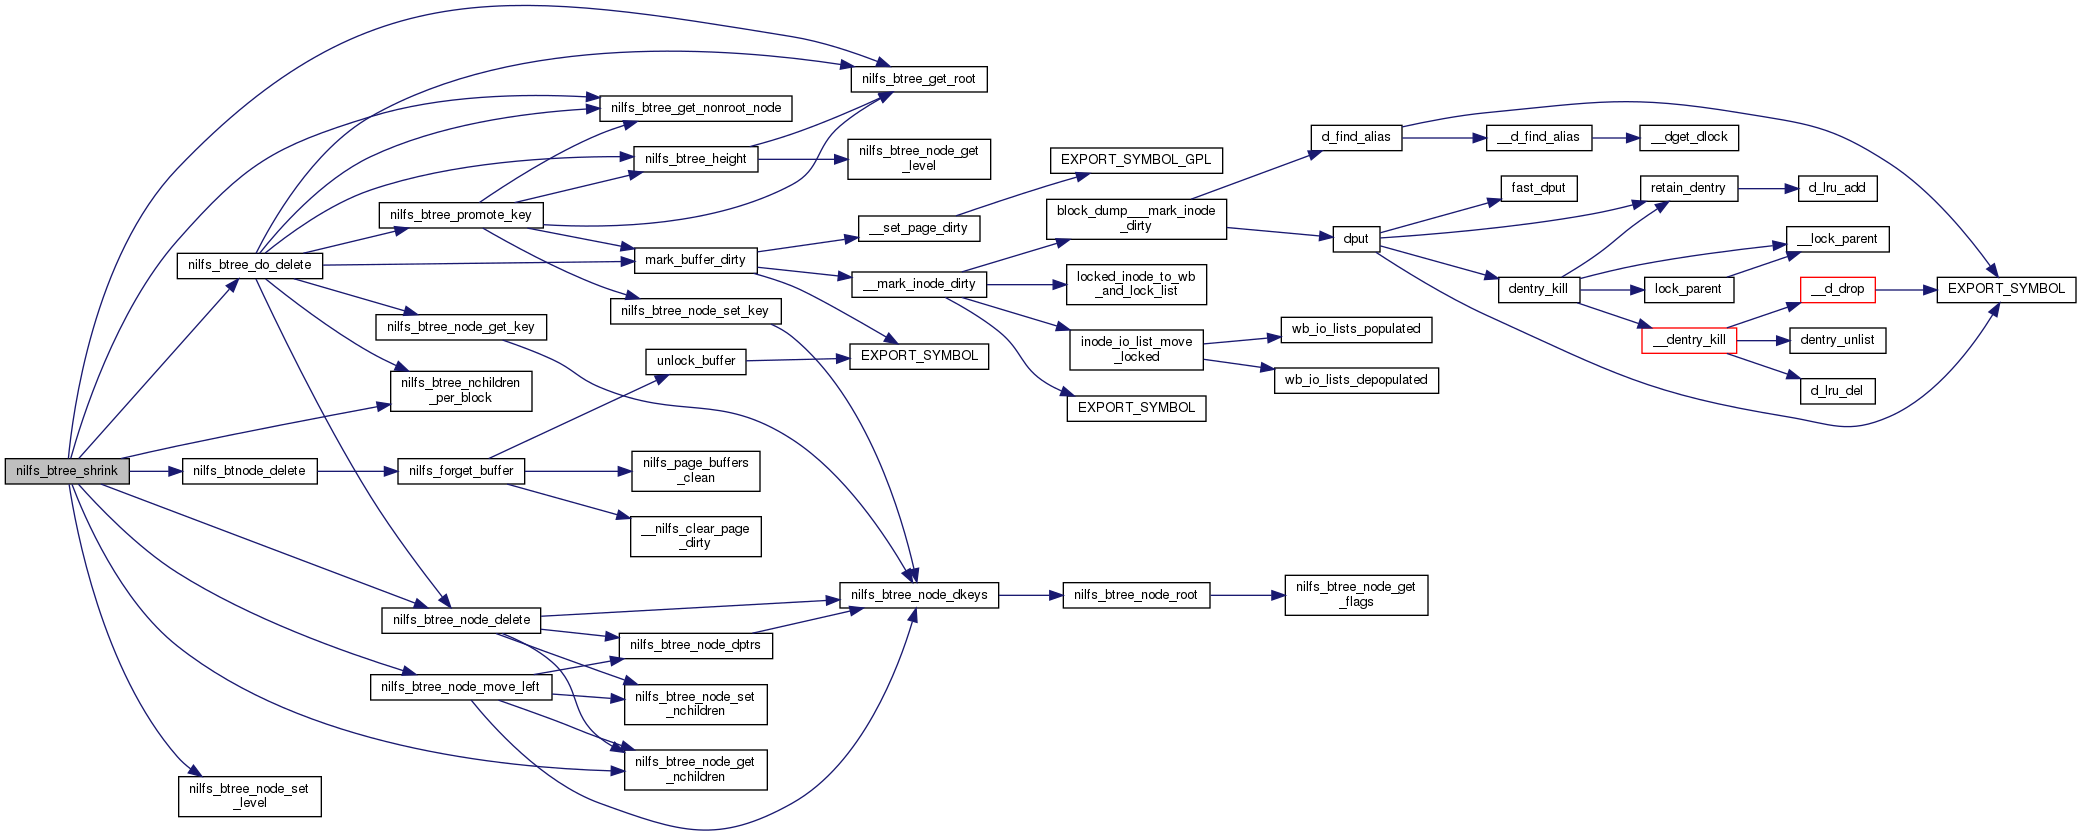 nilfs_btree_shrink
nilfs_btree_do_delete
nilfs_btnode_delete
nilfs_btree_node_set
_level
nilfs_btree_promote_key
nilfs_btree_node_get_key
nilfs_btree_nchildren
_per_block
nilfs_forget_buffer
nilfs_btree_node_delete
nilfs_btree_node_move_left
nilfs_btree_get_nonroot_node
nilfs_btree_height
mark_buffer_dirty
nilfs_btree_node_set_key
unlock_buffer
nilfs_page_buffers
_clean
__nilfs_clear_page
_dirty
nilfs_btree_node_dptrs
nilfs_btree_node_set
_nchildren
nilfs_btree_node_get
_nchildren
nilfs_btree_get_root
nilfs_btree_node_get
_level
__set_page_dirty
__mark_inode_dirty
EXPORT_SYMBOL
nilfs_btree_node_dkeys
EXPORT_SYMBOL_GPL
block_dump___mark_inode
_dirty
locked_inode_to_wb
_and_lock_list
inode_io_list_move
_locked
EXPORT_SYMBOL
nilfs_btree_node_root
d_find_alias
dput
wb_io_lists_populated
wb_io_lists_depopulated
nilfs_btree_node_get
_flags
__d_find_alias
fast_dput
dentry_kill
__dget_dlock
retain_dentry
lock_parent
__dentry_kill
d_lru_add
__lock_parent
__d_drop
dentry_unlist
d_lru_del
EXPORT_SYMBOL